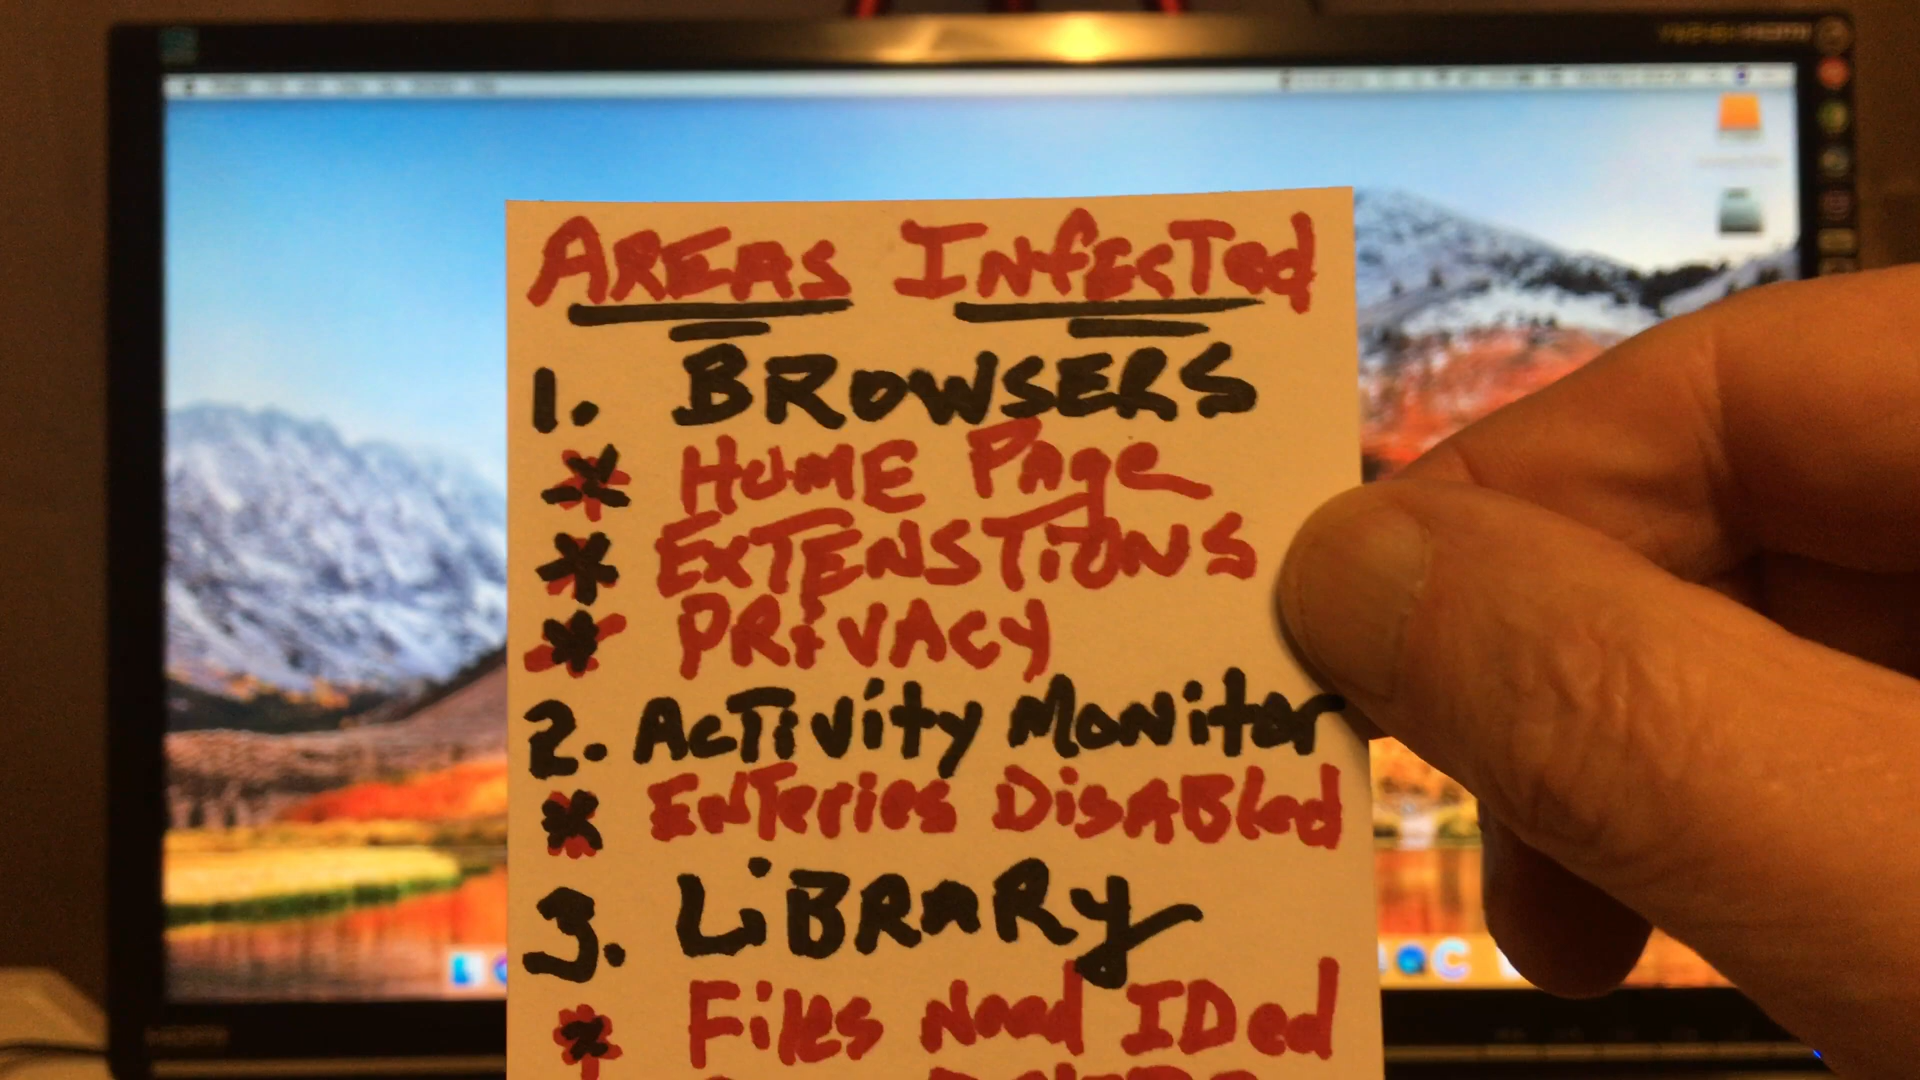 AREAS INfEcTed
1. BROWSERS
* HOME PAge
* EXTENSTiONS
* PRiVACY
2. AcTiVity MoNitor
* ENTeries DisABled
3. LiBRARy
* Files Need IDed